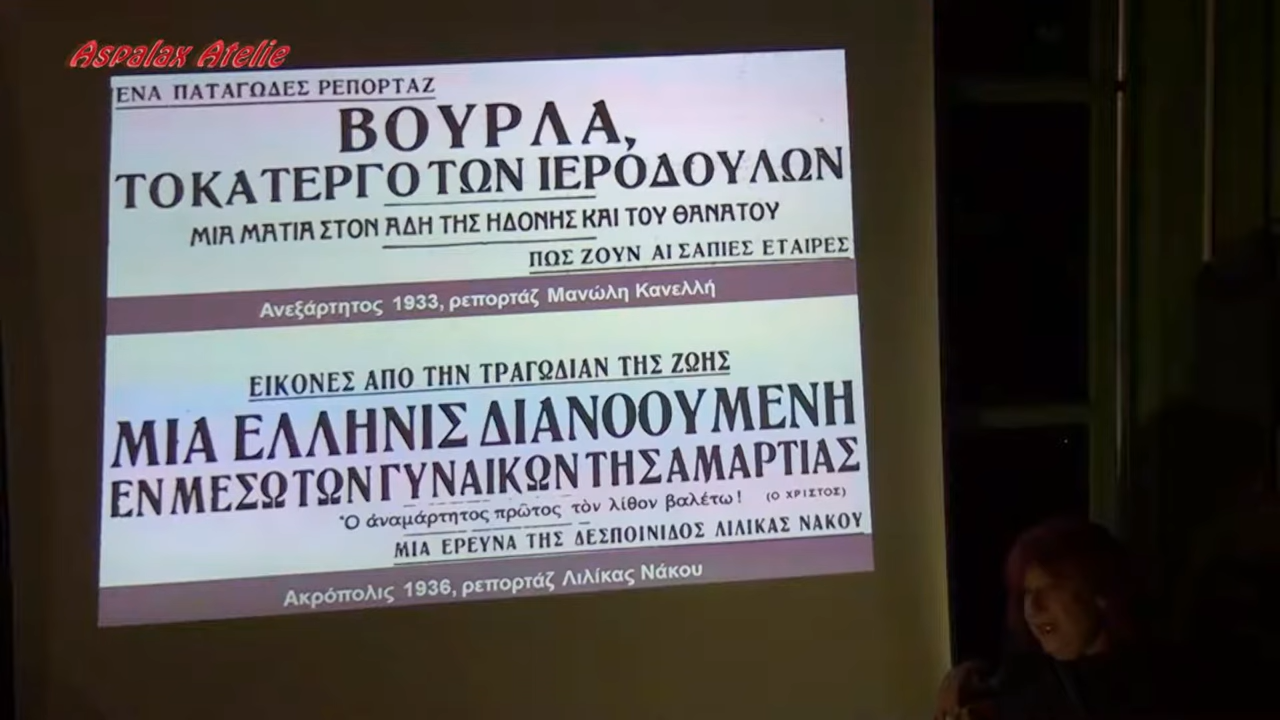 Aspalax Atelie
ΕΝΑ ΠΑΤΑΓΩΔΕΣ ΡΕΠΟΡΤΑΖ
ΒΟΥΡΛΑ,
ΤΟ ΚΑΤΕΡΓΟ ΤΩΝ ΙΕΡΟΔΟΥΛΩΝ
ΜΙΑ ΜΑΤΙΑ ΣΤΟΝ ΑΔΗ ΤΗΣ ΗΔΟΝΗΣ ΚΑΙ ΤΟΥ ΘΑΝΑΤΟΥ
ΠΩΣ ΖΟΥΝ ΑΙ ΣΑΠΙΕΣ ΕΤΑΙΡΕΣ
Ανεξάρτητος 1933, ρεπορτάζ Μανώλη Κανελλή
ΕΙΚΟΝΕΣ ΑΠΟ ΤΗΝ ΤΡΑΓΩΔΙΑΝ ΤΗΣ ΖΩΗΣ
ΜΙΑ ΕΛΛΗΝΙΣ ΔΙΑΝΟΟΥΜΕΝΗ
ΕΝ ΜΕΣΩ ΤΩΝ ΓΥΝΑΙΚΩΝ ΤΗΣ ΑΜΑΡΤΙΑΣ
Ὁ ἀναμάρτητος πρῶτος τὸν λίθον βαλέτω! (Ο ΧΡΙΣΤΟΣ)
ΜΙΑ ΕΡΕΥΝΑ ΤΗΣ ΔΕΣΠΟΙΝΙΔΟΣ ΛΙΛΙΚΑΣ ΝΑΚΟΥ
Ακρόπολις 1936, ρεπορτάζ Λιλίκας Νάκου